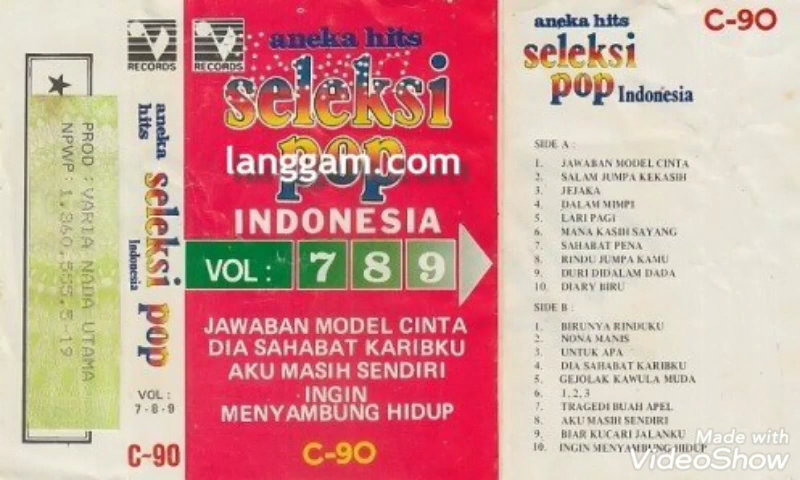 PROD : VARIA NADA UTAMA
NPWP : 1,360,555,5-19
RECORDS
aneka hits
seleksi pop
Indonesia
VOL :
7-8-9
C-90
RECORDS
aneka hits
seleksi
pop
langgam.com
INDONESIA
VOL : 7 8 9
JAWABAN MODEL CINTA
DIA SAHABAT KARIBKU
AKU MASIH SENDIRI
INGIN
MENYAMBUNG HIDUP
C-90
aneka hits
C-90
seleksi
pop Indonesia
SIDE A :
1. JAWABAN MODEL CINTA
2. SALAM JUMPA KEKASIH
3. JEJAKA
4. DALAM MIMPI
5. LARI PAGI
6. MANA KASIH SAYANG
7. SAHABAT PENA
8. RINDU JUMPA KAMU
9. DURI DIDALAM DADA
10. DIARY BIRU
SIDE B :
1. BIRUNYA RINDUKU
2. NONA MANIS
3. UNTUK APA
4. DIA SAHABAT KARIBKU
5. GEJOLAK KAWULA MUDA
6. 1, 2, 3
7. TRAGEDI BUAH APEL
8. AKU MASIH SENDIRI
9. BIAR KUCARI JALANKU
10. INGIN MENYAMBUNG HIDUP
Made with
VideoShow